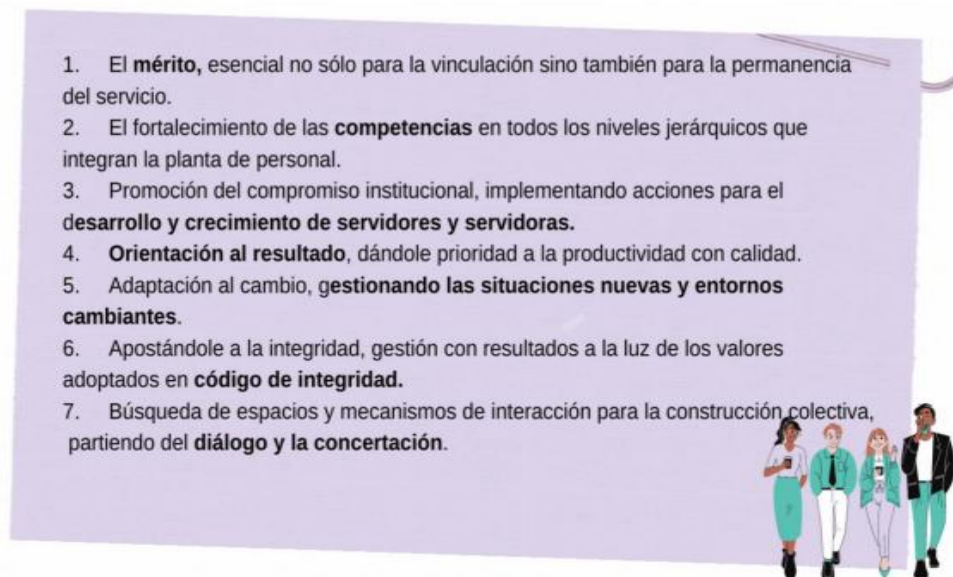 1. El mérito, esencial no sólo para la vinculación sino también para la permanencia
del servicio.
2. El fortalecimiento de las competencias en todos los niveles jerárquicos que
integran la planta de personal.
3. Promoción del compromiso institucional, implementando acciones para el
desarrollo y crecimiento de servidores y servidoras.
4. Orientación al resultado, dándole prioridad a la productividad con calidad.
5. Adaptación al cambio, gestionando las situaciones nuevas y entornos
cambiantes.
6. Apostándole a la integridad, gestión con resultados a la luz de los valores
adoptados en código de integridad.
7. Búsqueda de espacios y mecanismos de interacción para la construcción colectiva,
partiendo del diálogo y la concertación.